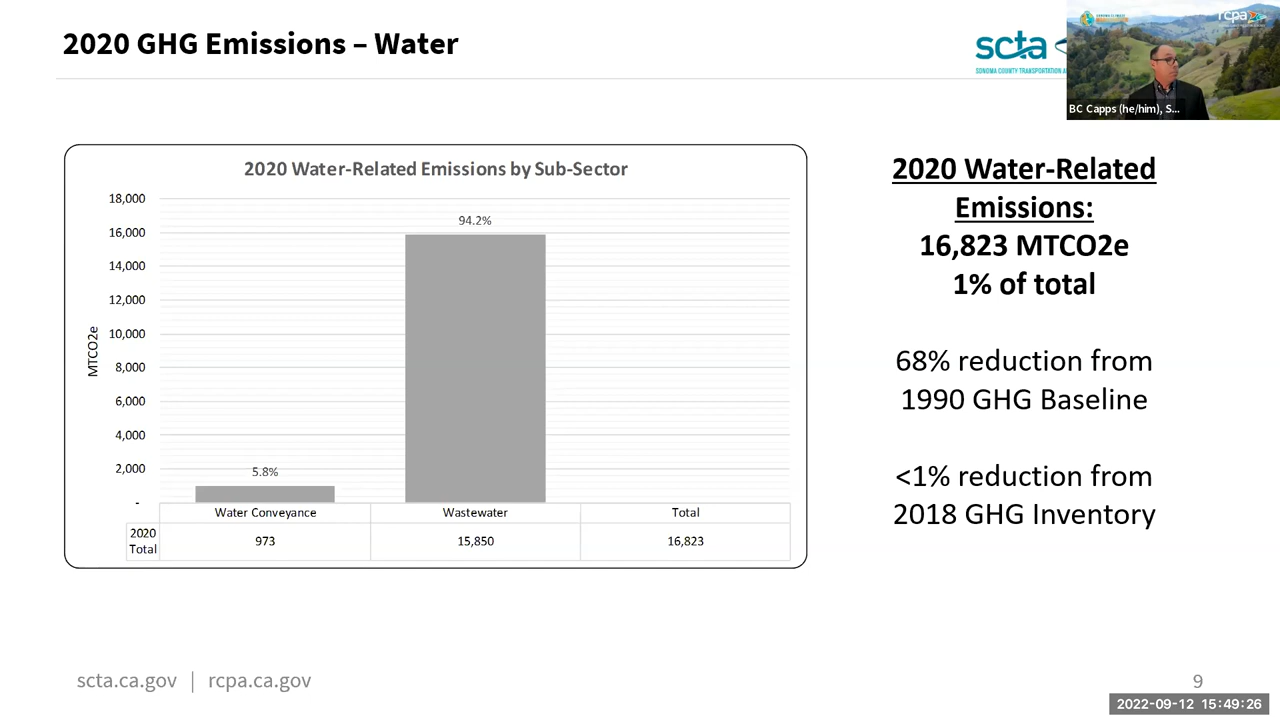 2020 GHG Emissions – Water
scta
SONOMA COUNTY TRANSPORTATION
rcpa
BC Capps (he/him), S...
2020 Water-Related Emissions by Sub-Sector
18,000
16,000
14,000
12,000
10,000
8,000
6,000
4,000
2,000
-
MTCO2e
5.8%
94.2%
Water Conveyance Wastewater Total
2020 Total 973 15,850 16,823
2020 Water-Related
Emissions:
16,823 MTCO2e
1% of total
68% reduction from
1990 GHG Baseline
<1% reduction from
2018 GHG Inventory
scta.ca.gov | rcpa.ca.gov
9
2022-09-12 15:49:26